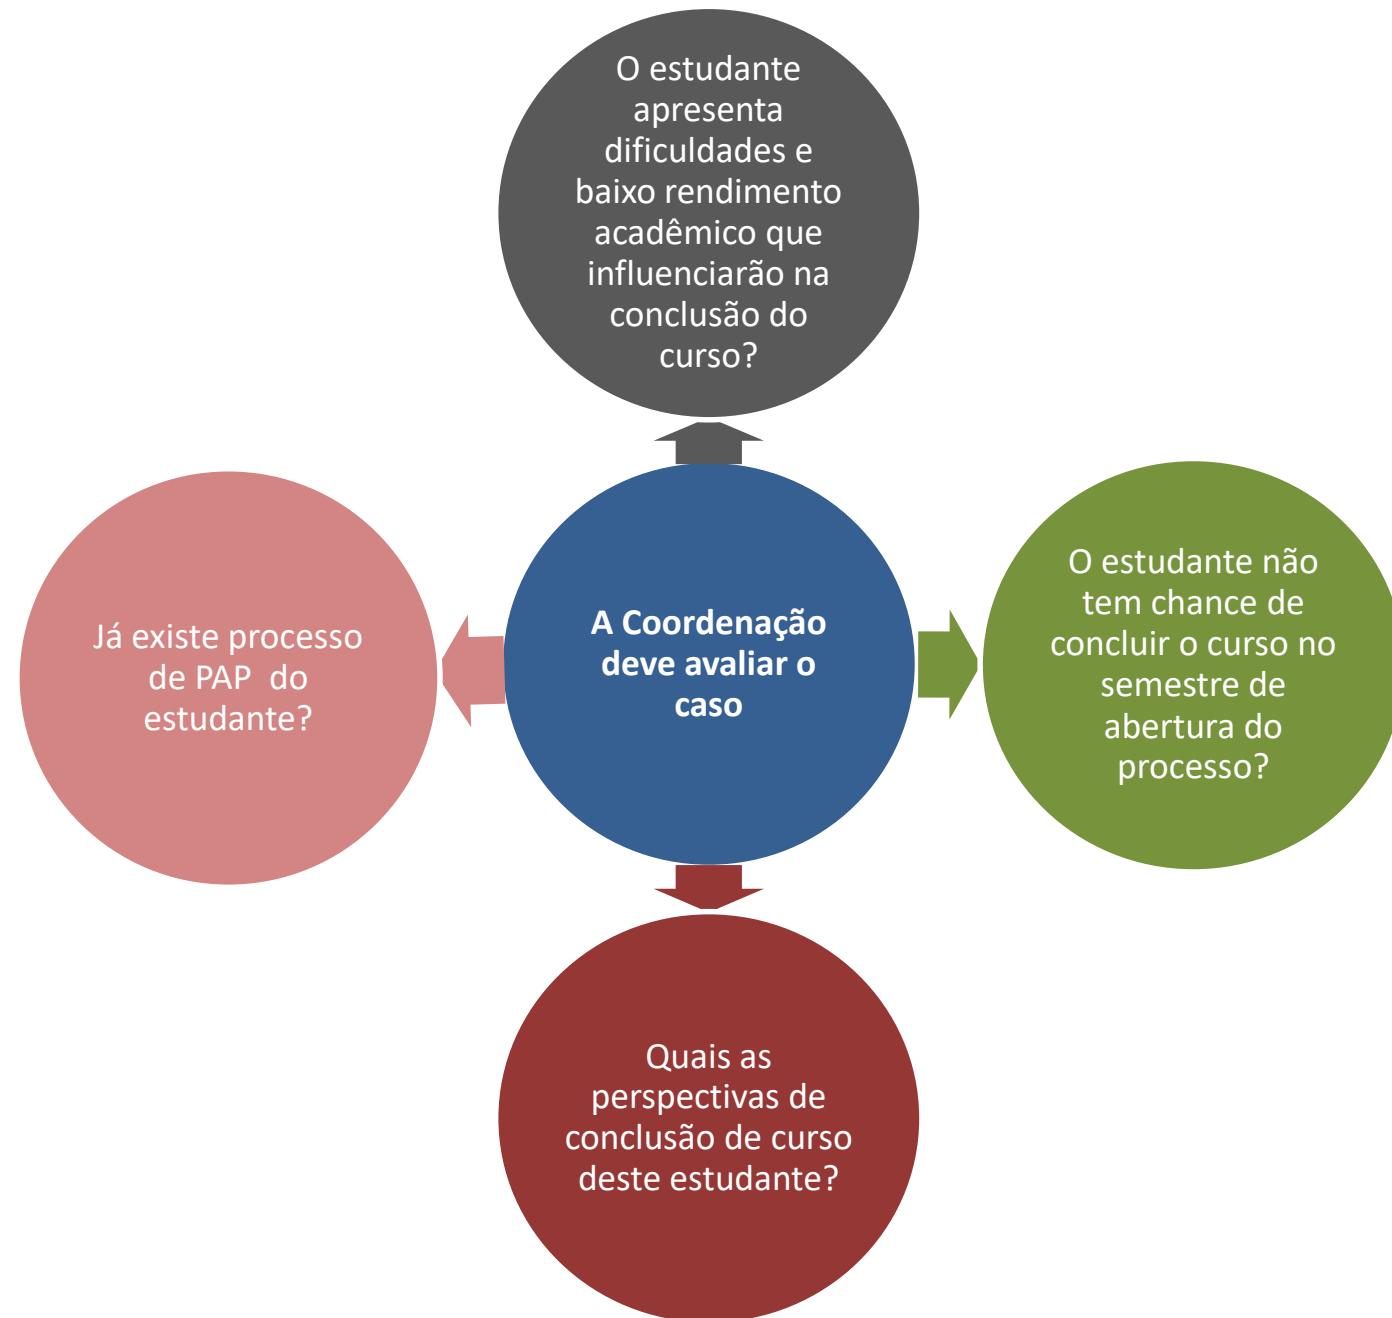 O estudante
apresenta
dificuldades e
baixo rendimento
acadêmico que
influenciarão na
conclusão do
curso?
Já existe processo
de PAP  do
estudante?
A Coordenação
deve avaliar o
caso
O estudante não
tem chance de
concluir o curso no
semestre de
abertura do
processo?
Quais as
perspectivas de
conclusão de curso
deste estudante?